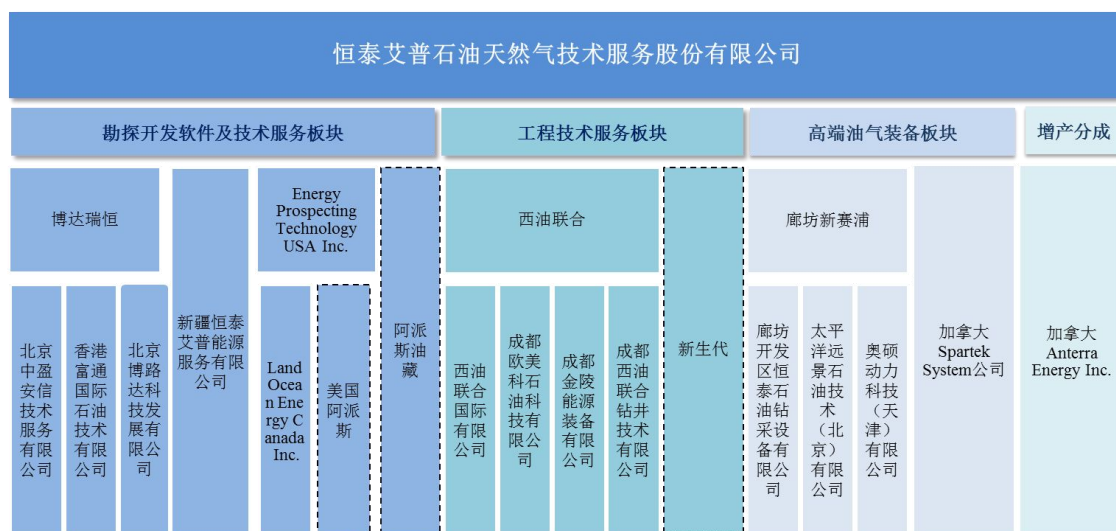 恒泰艾普石油天然气技术服务股份有限公司
勘探开发软件及技术服务板块
工程技术服务板块
高端油气装备板块
增产分成
博达瑞恒
北京
中盈
安信
技术
服务
有限
公司
香港
富通
国际
石油
技术
有限
公司
北京
博路
达科
技发
展有
限公
司
新疆恒泰
艾普能源
服务有限
公司
Energy
Prospecting
Technology
USA Inc.
Land
Ocea
n Ener
gy C
anada
Inc.
美国
阿派
斯
阿派
斯油
藏
西油联合
西油
联合
国际
有限
公司
成都
欧美
科石
油科
技有
限公
司
成都
金陵
能源
装备
有限
公司
成都
西油
联合
钻井
技术
有限
公司
新生代
廊坊新赛浦
廊坊
开发
区恒
泰石
油钻
采设
备有
限公
司
太平
洋远
景石
油技
术
（北
京）
有限
公司
奥硕
动力
科技
（天
津）
有限
公司
加拿大
Spartek
System公司
加拿大
Anterra
Energy Inc.